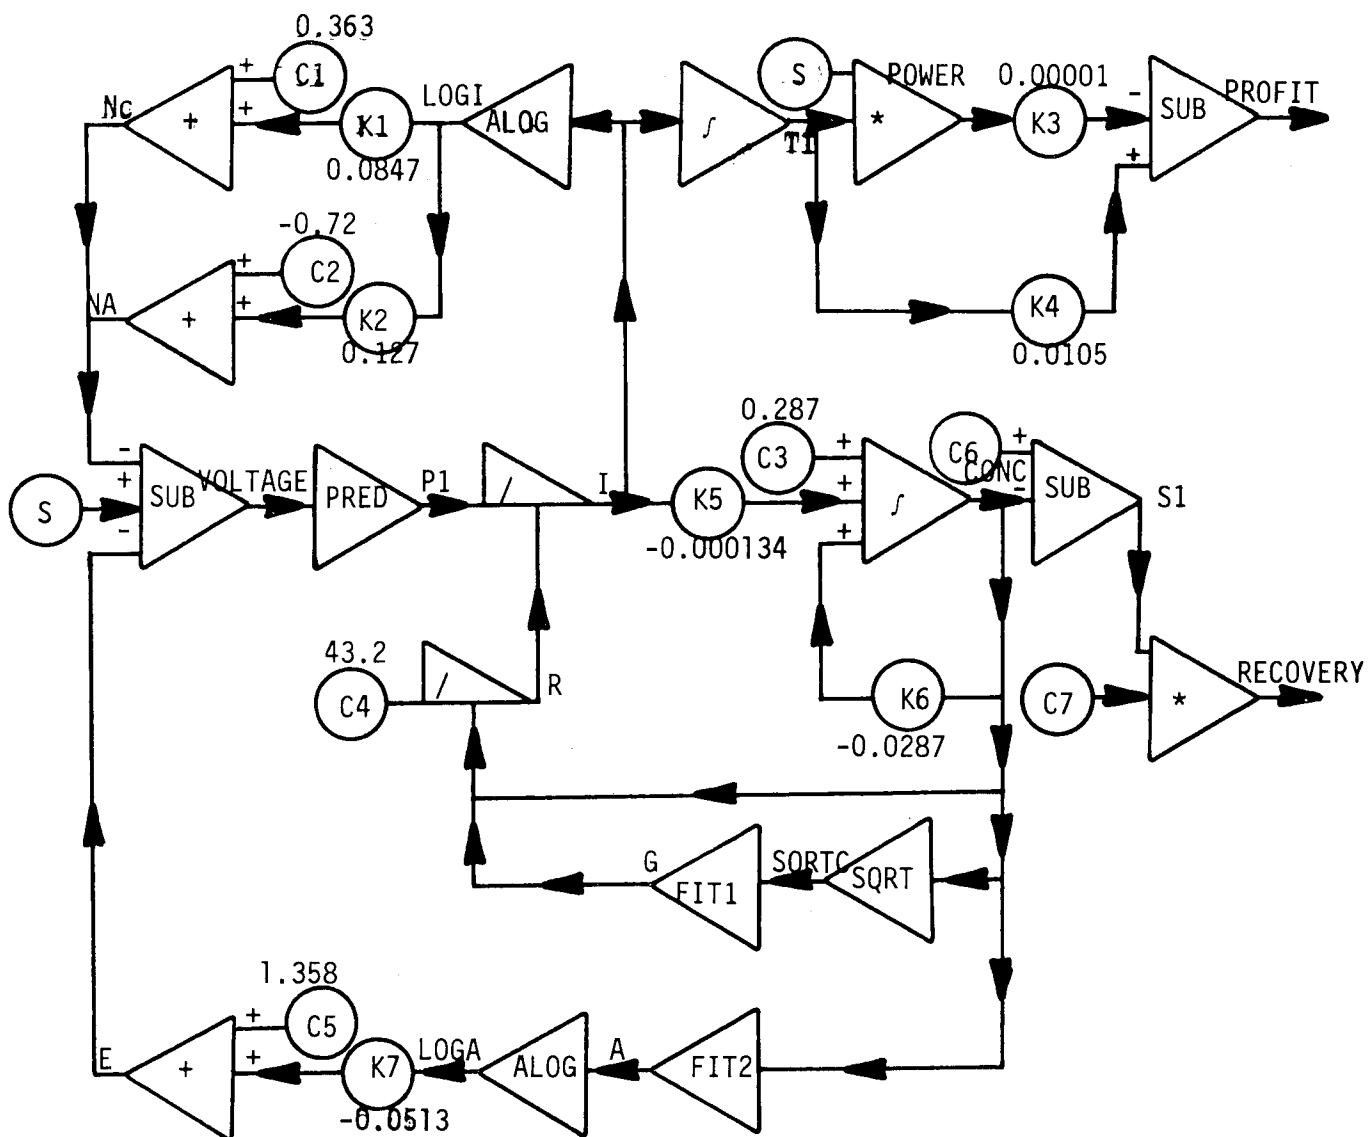 0.363
C1
+
+
+
Nc
K1
0.0847
LOGI
ALOG
∫
T1
S
*
POWER
0.00001
K3
-
+
SUB
PROFIT
-0.72
C2
+
+
+
NA
K2
0.127
K4
0.0105
S
-
+
-
SUB
VOLTAGE
PRED
P1
/
I
K5
-0.000134
0.287
C3
+
+
+
∫
C6
CONC
+
-
SUB
S1
43.2
C4
/
R
K6
-0.0287
C7
*
RECOVERY
G
FIT1
SQRTC
SQRT
1.358
C5
+
+
+
E
K7
-0.0513
LOGA
ALOG
A
FIT2